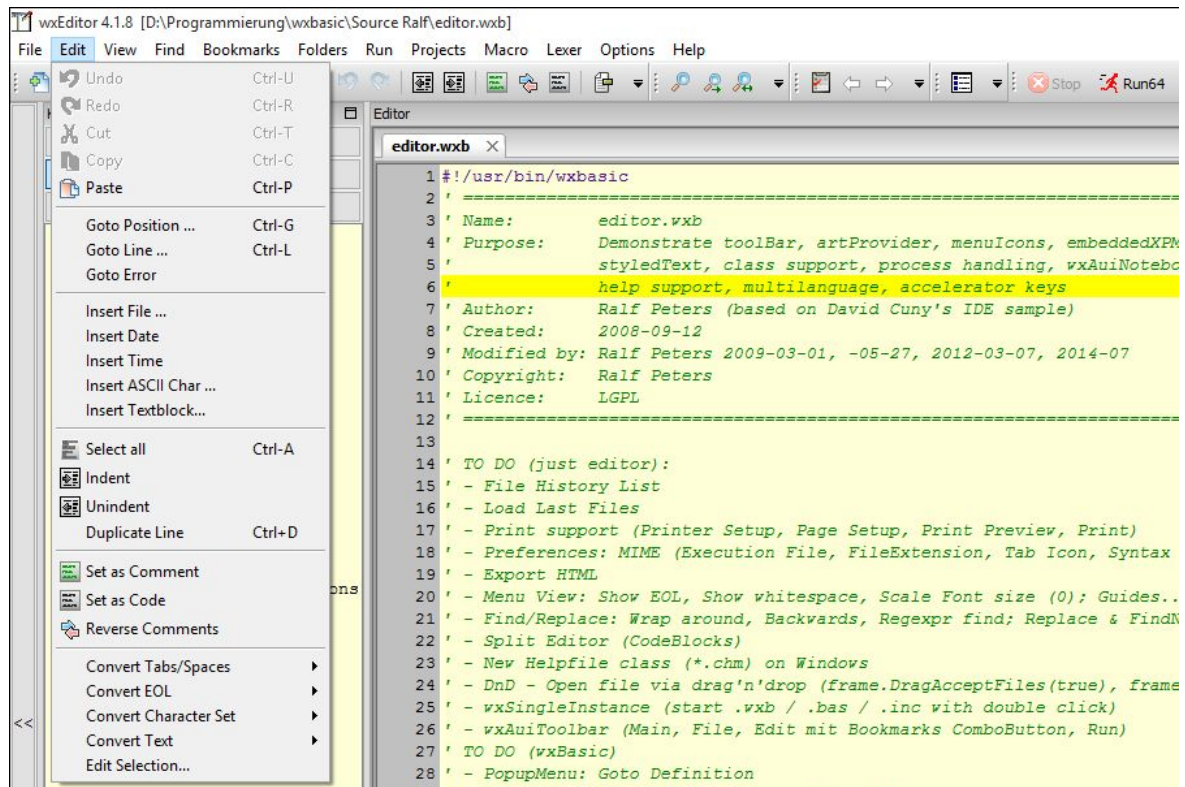 wxEditor 4.1.8 [D:\Programmierung\wxbasic\Source Ralf\editor.wxb]
File Edit View Find Bookmarks Folders Run Projects Macro Lexer Options Help
Stop Run64
Undo Ctrl-U
Redo Ctrl-R
Cut Ctrl-T
Copy Ctrl-C
Paste Ctrl-P
Goto Position ... Ctrl-G
Goto Line ... Ctrl-L
Goto Error
Insert File ...
Insert Date
Insert Time
Insert ASCII Char ...
Insert Textblock...
Select all Ctrl-A
Indent
Unindent
Duplicate Line Ctrl+D
Set as Comment
Set as Code
Reverse Comments
Convert Tabs/Spaces
Convert EOL
Convert Character Set
Convert Text
Edit Selection...
<<
ons
Editor
editor.wxb
1 #!/usr/bin/wxbasic
2 ' =======================================================================
3 ' Name: editor.wxb
4 ' Purpose: Demonstrate toolBar, artProvider, menuIcons, embeddedXPM
5 ' styledText, class support, process handling, wxAuiNotebo
6 ' help support, multilanguage, accelerator keys
7 ' Author: Ralf Peters (based on David Cuny's IDE sample)
8 ' Created: 2008-09-12
9 ' Modified by: Ralf Peters 2009-03-01, -05-27, 2012-03-07, 2014-07
10 ' Copyright: Ralf Peters
11 ' Licence: LGPL
12 ' =======================================================================
13
14 ' TO DO (just editor):
15 ' - File History List
16 ' - Load Last Files
17 ' - Print support (Printer Setup, Page Setup, Print Preview, Print)
18 ' - Preferences: MIME (Execution File, FileExtension, Tab Icon, Syntax
19 ' - Export HTML
20 ' - Menu View: Show EOL, Show whitespace, Scale Font size (0); Guides..
21 ' - Find/Replace: Wrap around, Backwards, Regexpr find; Replace & FindN
22 ' - Split Editor (CodeBlocks)
23 ' - New Helpfile class (*.chm) on Windows
24 ' - DnD - Open file via drag'n'drop (frame.DragAcceptFiles(true), frame
25 ' - wxSingleInstance (start .wxb / .bas / .inc with double click)
26 ' - wxAuiToolbar (Main, File, Edit mit Bookmarks ComboButton, Run)
27 ' TO DO (wxBasic)
28 ' - PopupMenu: Goto Definition